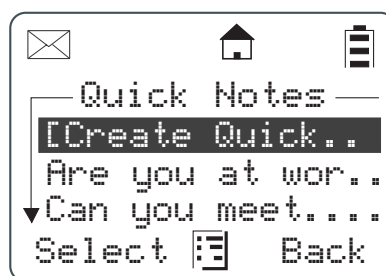 Quick Notes
[Create Quick..
Are you at wor..
Can you meet....
Select Back